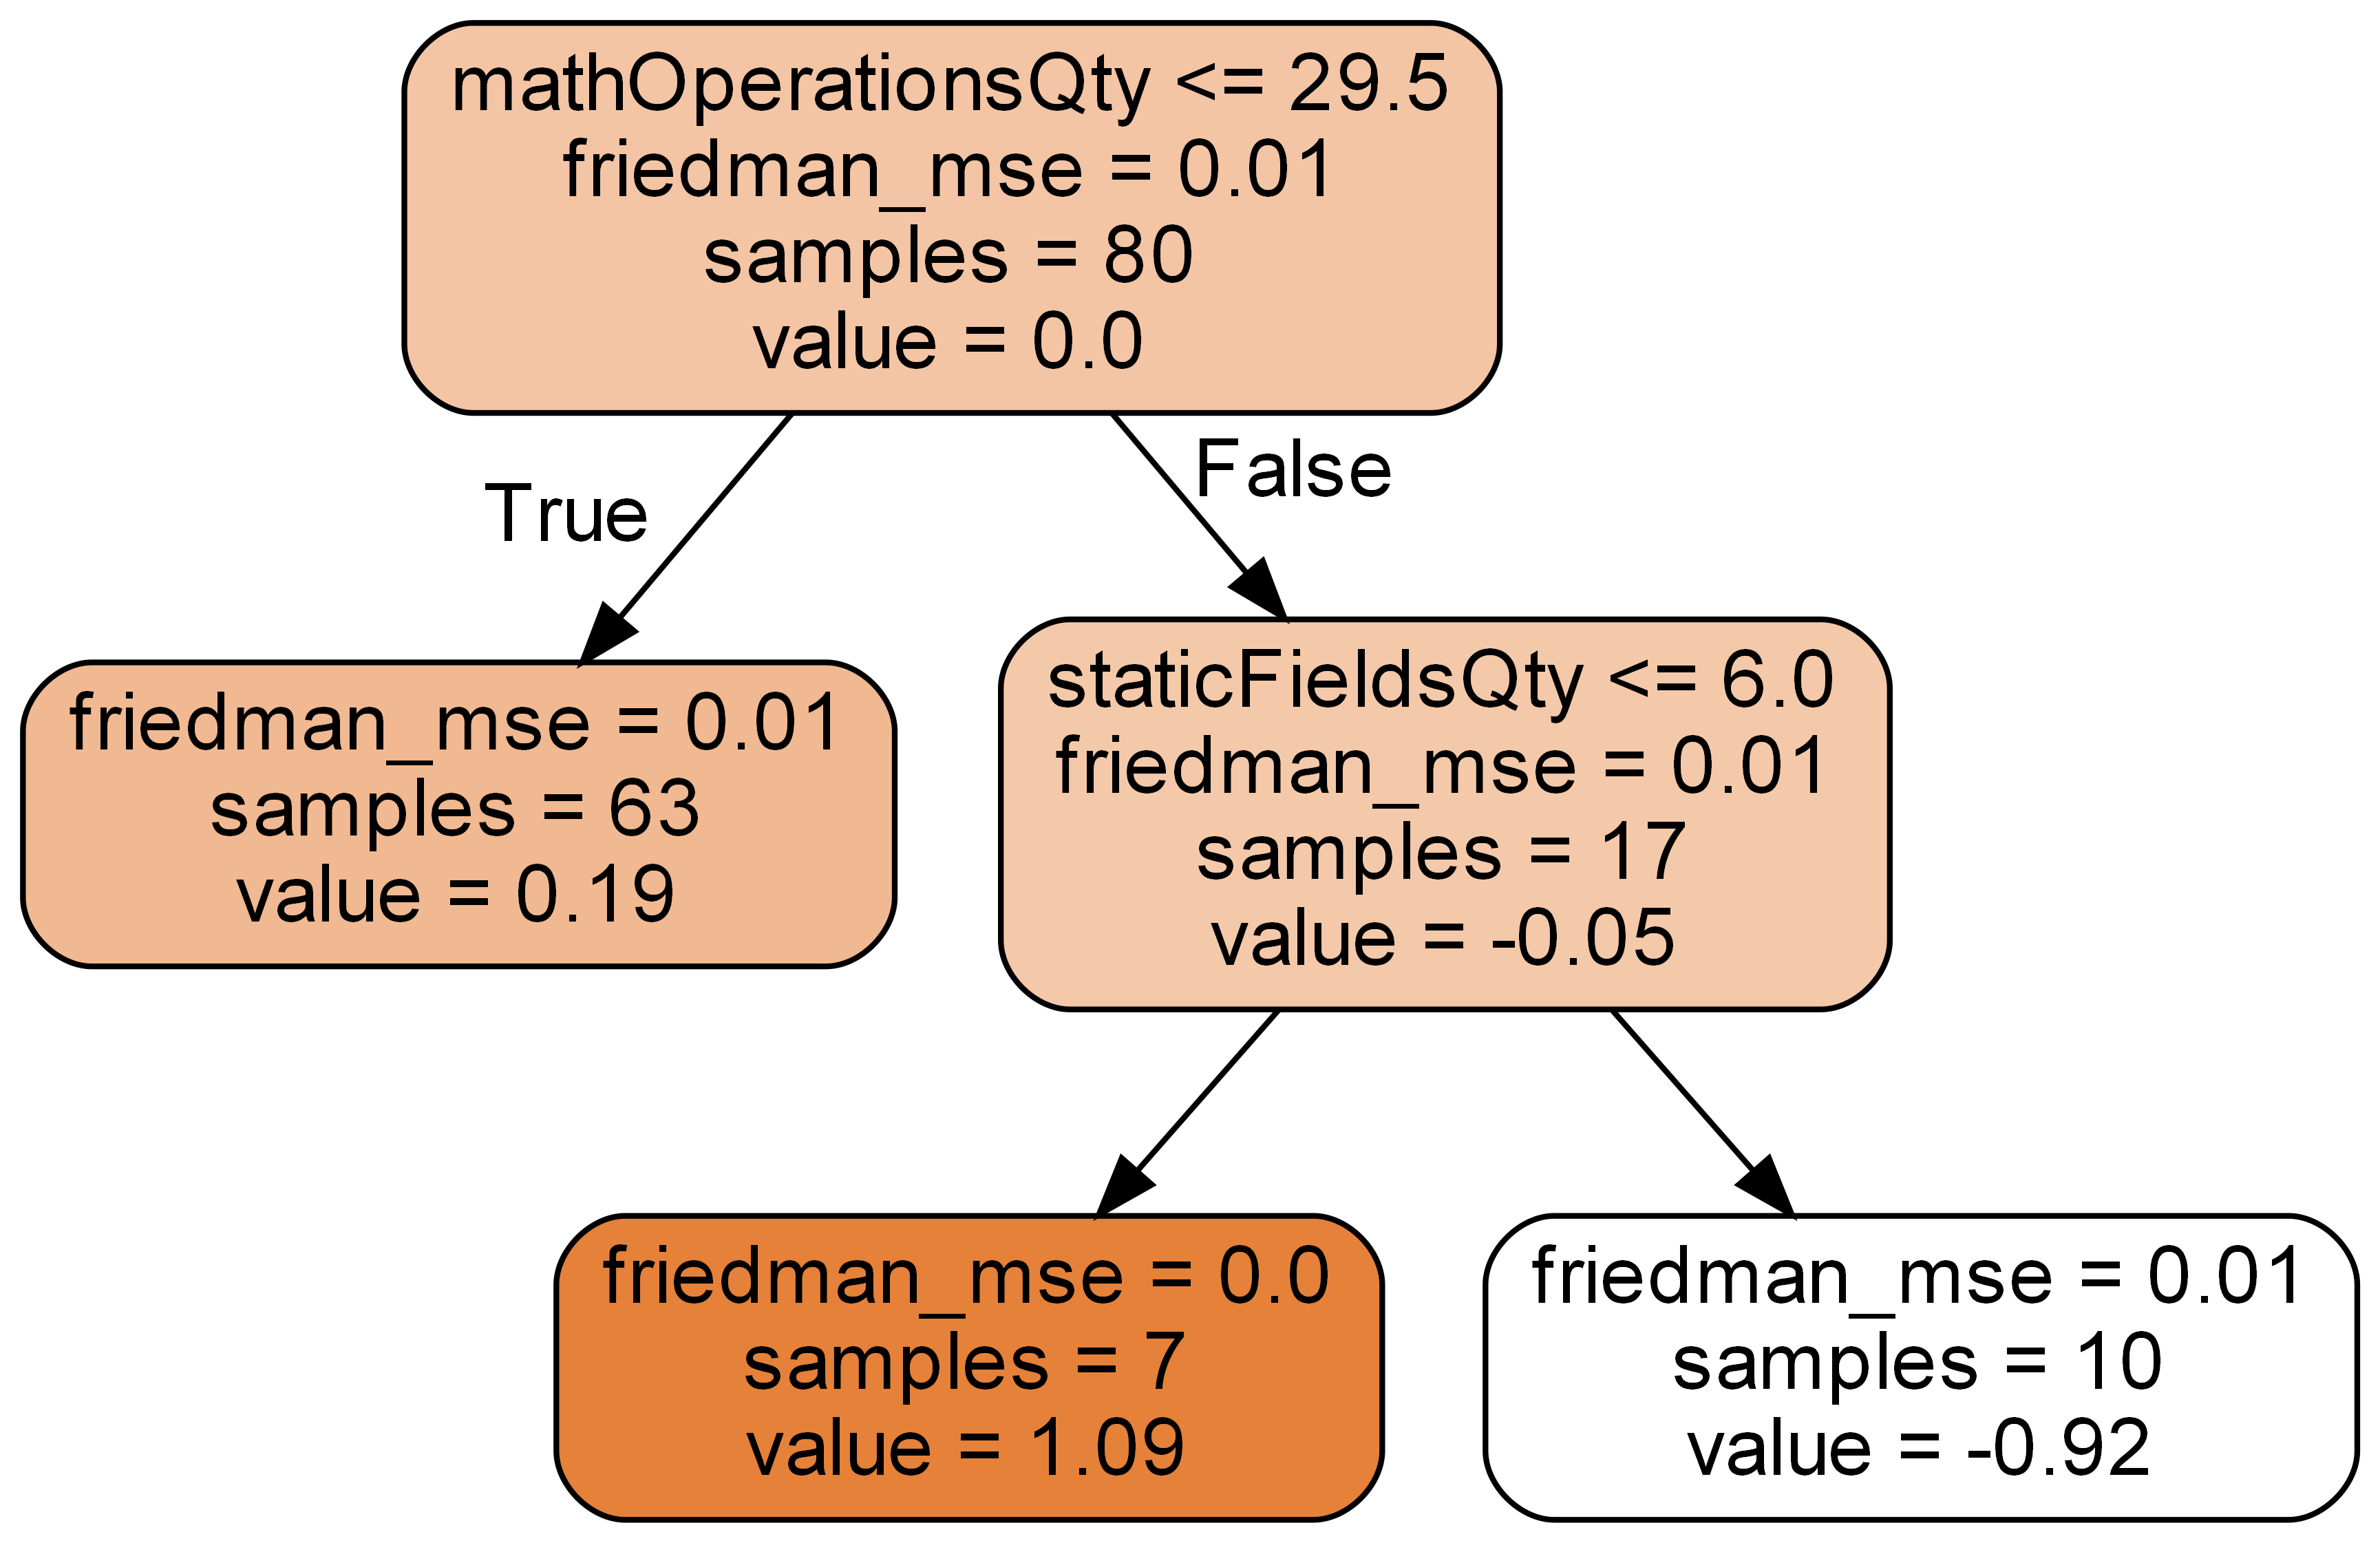 mathOperationsQty <= 29.5
friedman_mse = 0.01
samples = 80
value = 0.0
True
False
friedman_mse = 0.01
samples = 63
value = 0.19
staticFieldsQty <= 6.0
friedman_mse = 0.01
samples = 17
value = -0.05
friedman_mse = 0.0
samples = 7
value = 1.09
friedman_mse = 0.01
samples = 10
value = -0.92